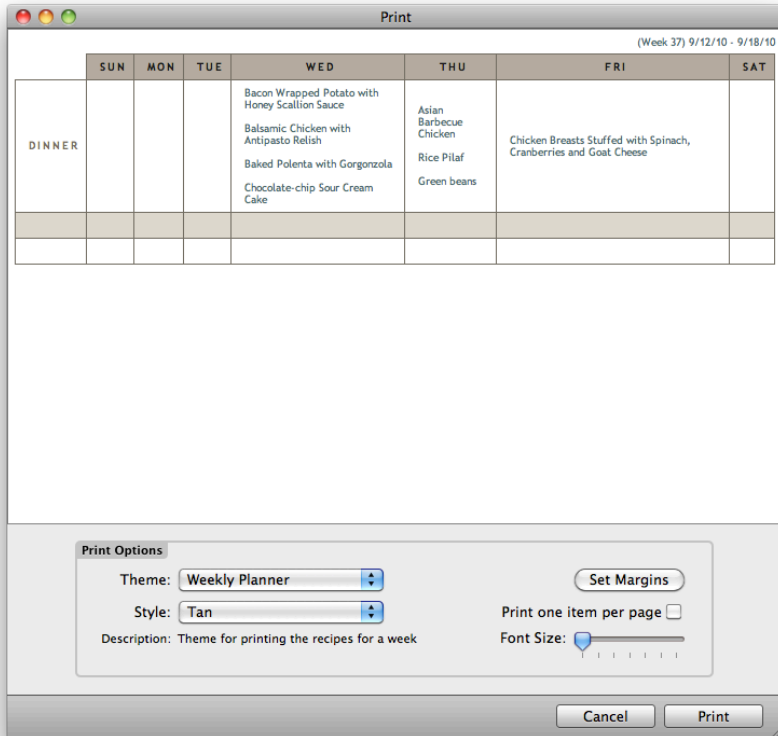 Print
(Week 37) 9/12/10 - 9/18/10
SUN MON TUE WED THU FRI SAT
DINNER
Bacon Wrapped Potato with
Honey Scallion Sauce
Balsamic Chicken with
Antipasto Relish
Baked Polenta with Gorgonzola
Chocolate-chip Sour Cream
Cake
Asian
Barbecue
Chicken
Rice Pilaf
Green beans
Chicken Breasts Stuffed with Spinach,
Cranberries and Goat Cheese
Print Options
Theme: Weekly Planner
Set Margins
Style: Tan
Print one item per page
Description: Theme for printing the recipes for a week
Font Size:
Cancel
Print